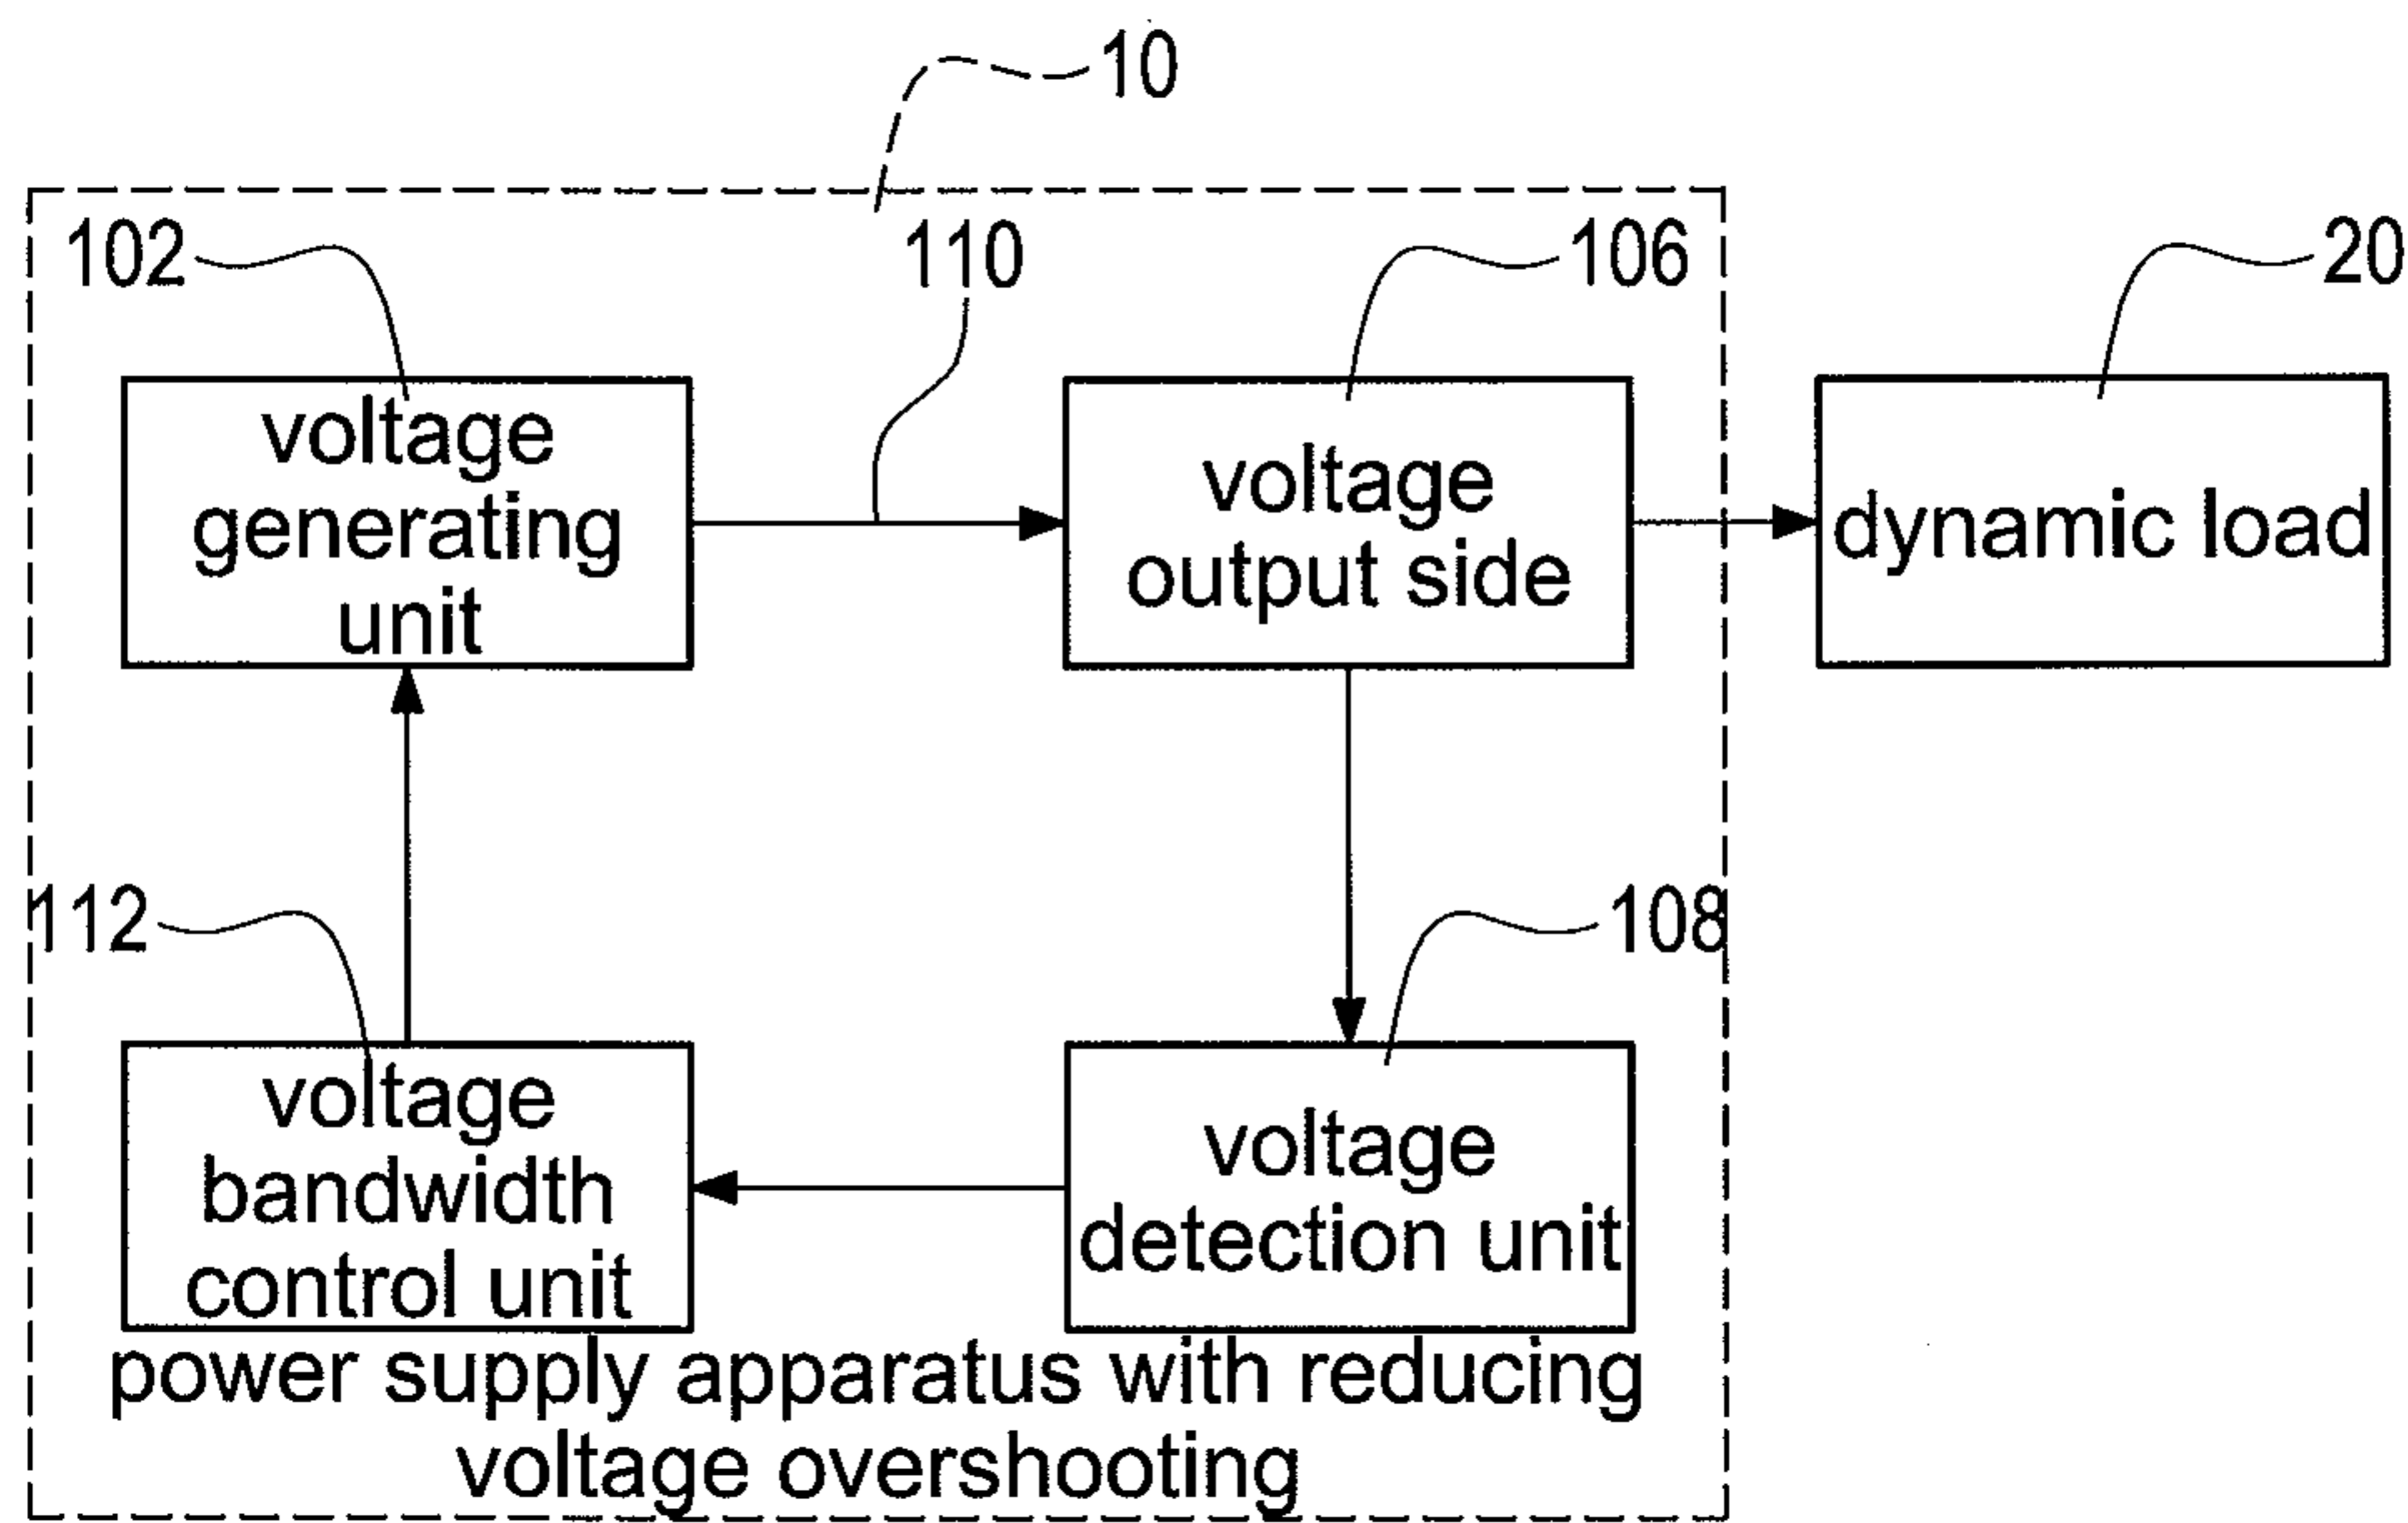 10
102
110
106
20
voltage
generating
unit
voltage
output side
dynamic load
112
108
voltage
bandwidth
control unit
voltage
detection unit
power supply apparatus with reducing
voltage overshooting